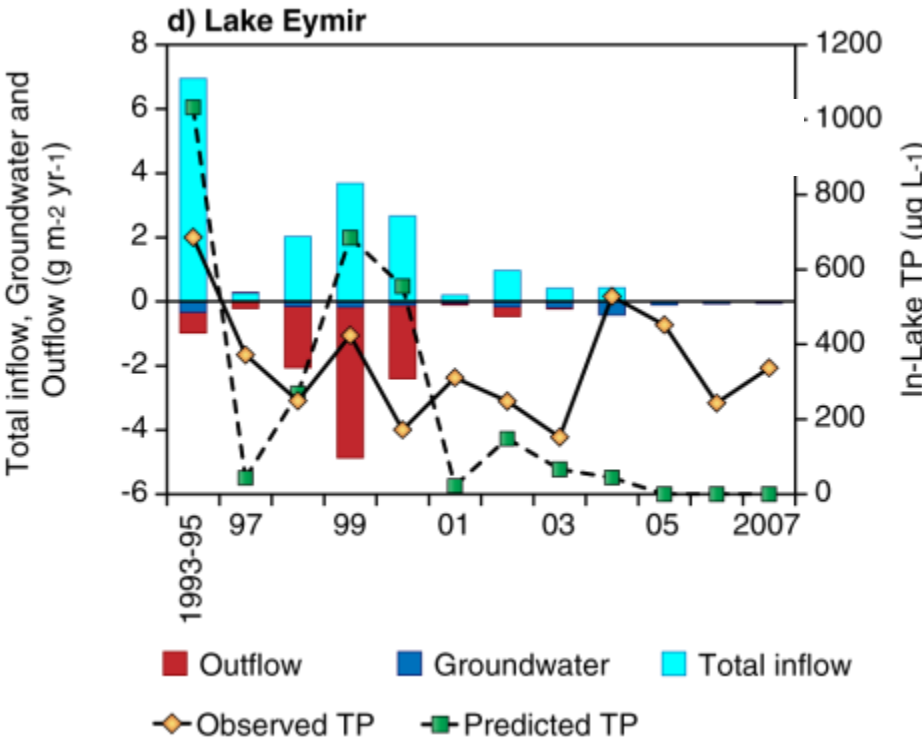 d) Lake Eymir
Total inflow, Groundwater and
Outflow (g m-2 yr-1)
8
6
4
2
0
-2
-4
-6
1200
1000
800
600
400
200
0
In-Lake TP (µg L-1)
1993-95 97 99 01 03 05 2007
Outflow Groundwater Total inflow
Observed TP Predicted TP